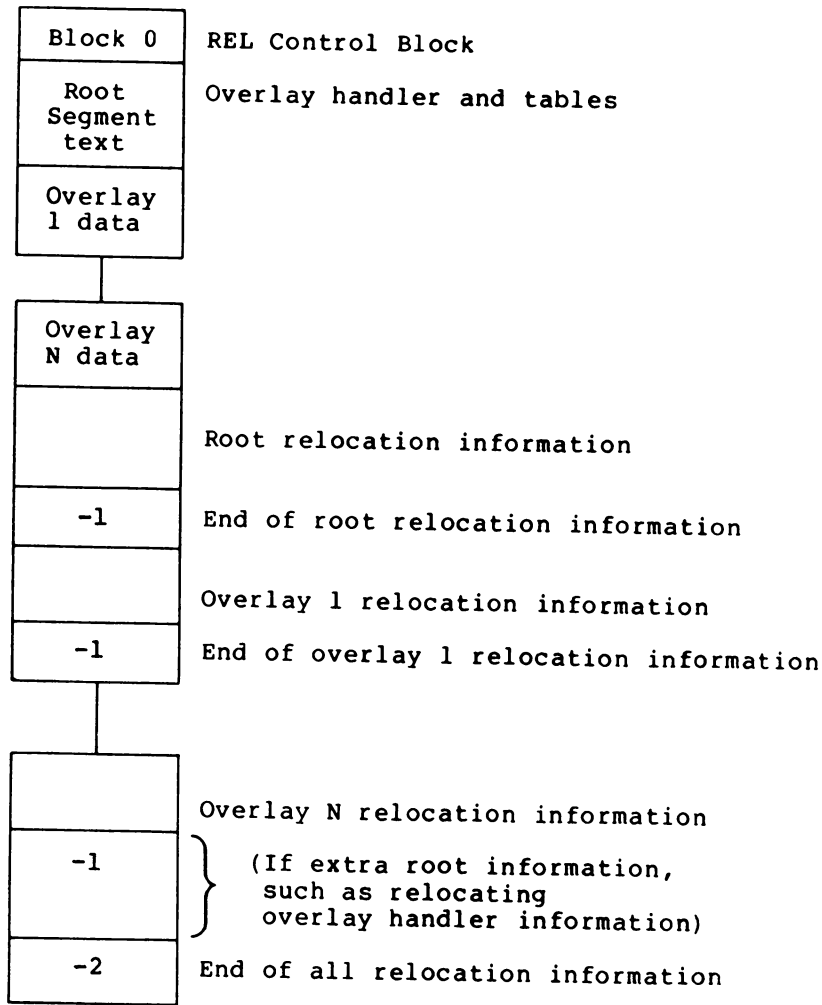 Block 0 REL Control Block
Root Overlay handler and tables
Segment
text
Overlay
1 data
Overlay
N data
Root relocation information
-1 End of root relocation information
Overlay 1 relocation information
-1 End of overlay 1 relocation information
Overlay N relocation information
-1 (If extra root information,
such as relocating
overlay handler information)
-2 End of all relocation information